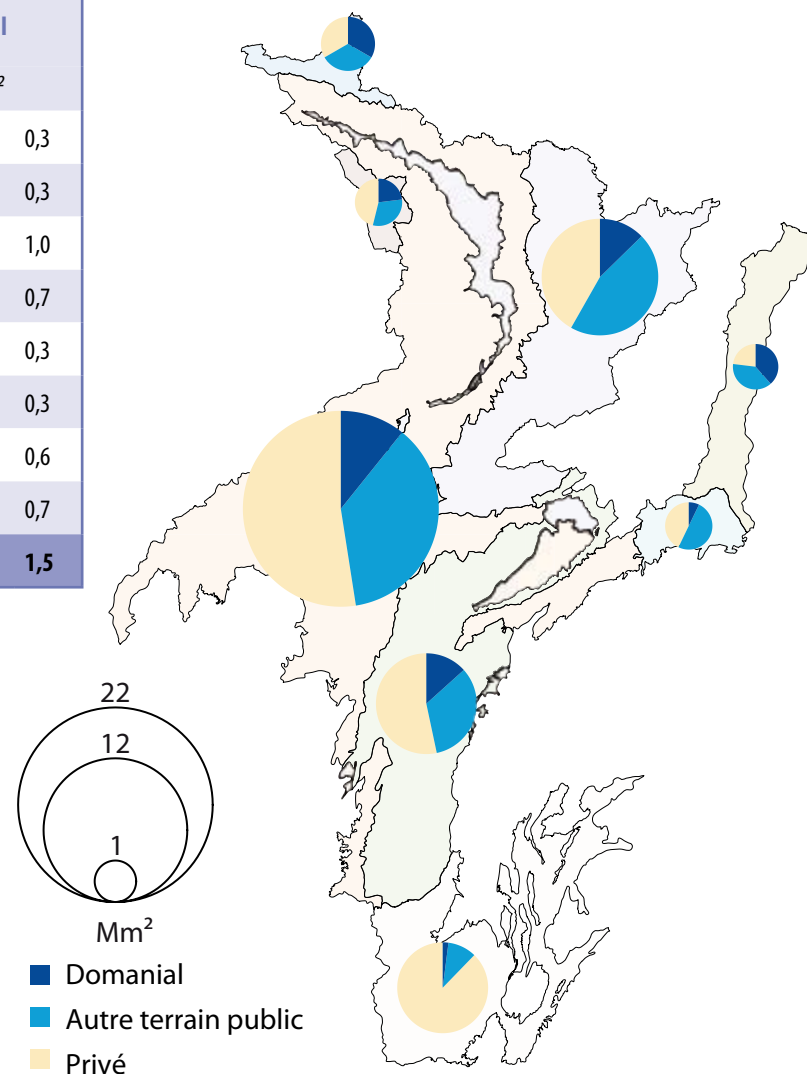 l
2
0,3
0,3
1,0
0,7
0,3
0,3
0,6
0,7
1,5
22
12
1
Mm²
Domanial
Autre terrain public
Privé